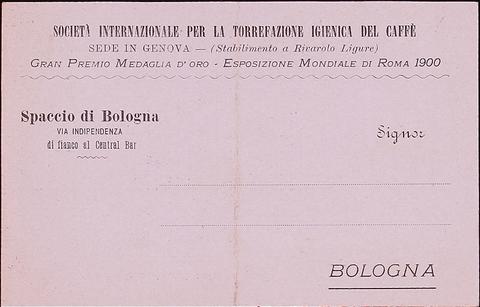 SOCIETÀ INTERNAZIONALE PER LA TORREFAZIONE IGIENICA DEL CAFFÈ
SEDE IN GENOVA — (Stabilimento a Rivarolo Ligure)
GRAN PREMIO MEDAGLIA D'ORO - ESPOSIZIONE MONDIALE DI ROMA 1900
Spaccio di Bologna
VIA INDIPENDENZA
di fianco al Central Bar
Signor
BOLOGNA